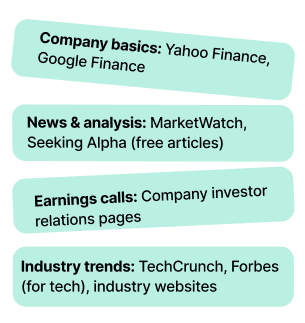 Company basics: Yahoo Finance,
Google Finance
News & analysis: MarketWatch,
Seeking Alpha (free articles)
Earnings calls: Company investor
relations pages
Industry trends: TechCrunch, Forbes
(for tech), industry websites